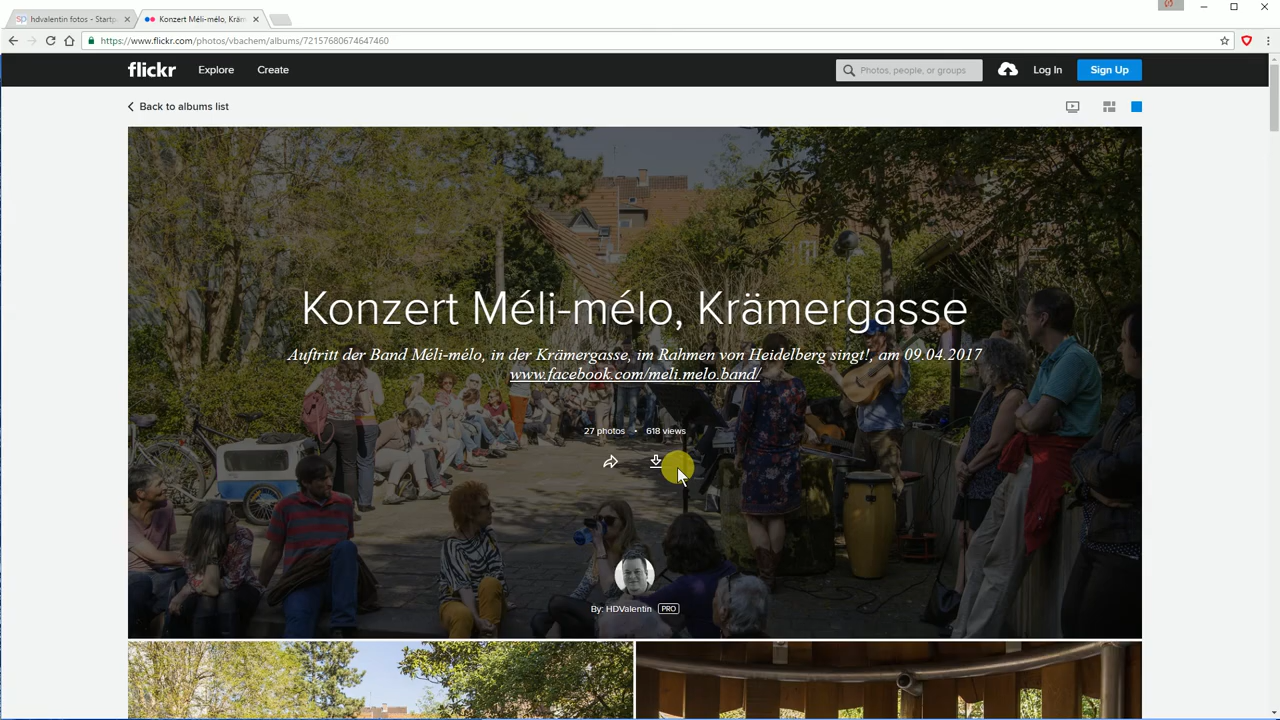 hdvalentin fotos - Startp
Konzert Méli-mélo, Kräm
https://www.flickr.com/photos/vbachem/albums/72157680674647460
flickr Explore Create Photos, people, or groups Log In Sign Up
Back to albums list
Konzert Méli-mélo, Krämergasse
Auftritt der Band Méli-mélo, in der Krämergasse, im Rahmen von Heidelberg singt!, am 09.04.2017
www.facebook.com/meli.melo.band/
27 photos • 618 views
By: HDValentin PRO